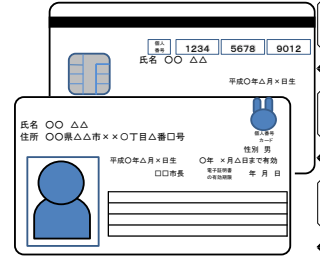 個人番号 1234 5678 9012
氏名 〇〇 △△
平成〇年△月×日生
氏名 〇〇 △△
住所 〇〇県△△市××〇丁目△番口号
個人番号
カード
性別 男
平成〇年△月×日生 〇年 ×月△日まで有効
口口市長 電子証明書の有効期限 年 月 日